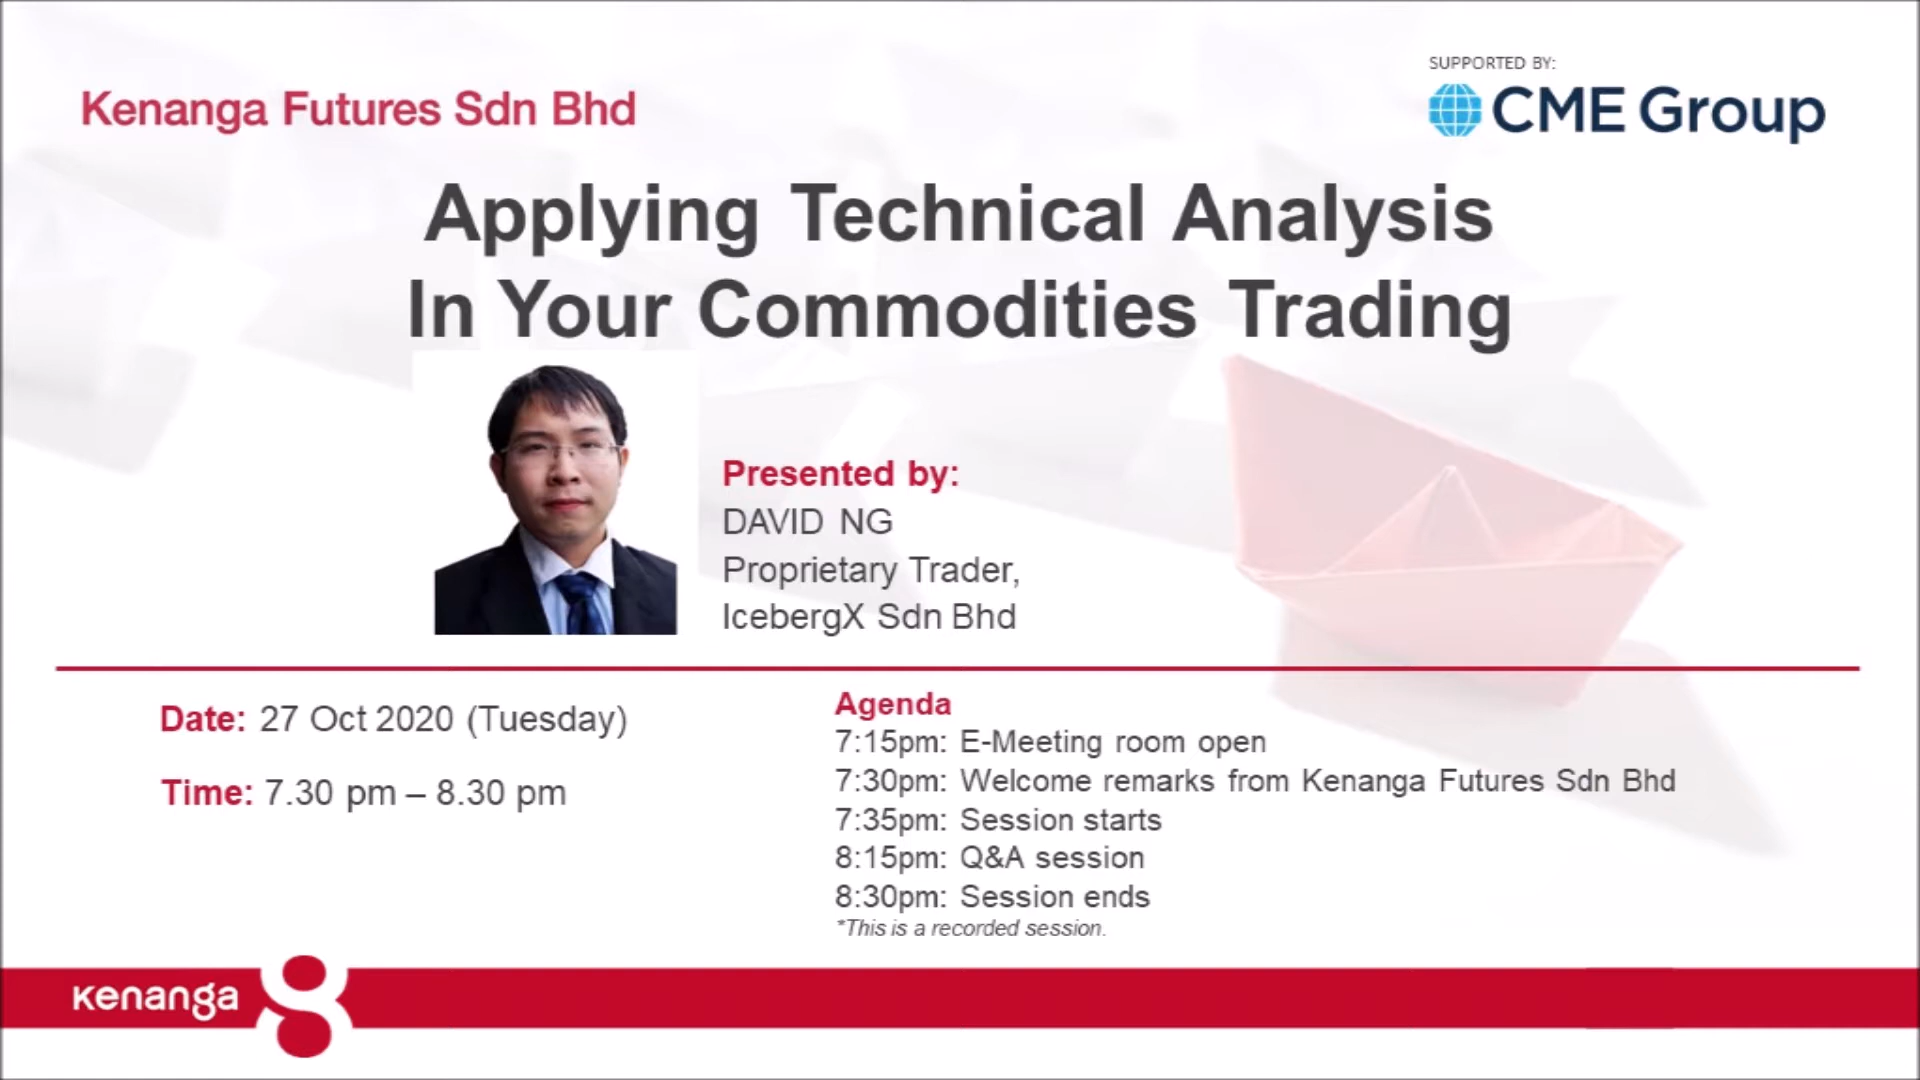 Kenanga Futures Sdn Bhd
SUPPORTED BY:
CME Group
Applying Technical Analysis
In Your Commodities Trading
Presented by:
DAVID NG
Proprietary Trader,
IcebergX Sdn Bhd
Date: 27 Oct 2020 (Tuesday)
Time: 7.30 pm – 8.30 pm
Agenda
7:15pm: E-Meeting room open
7:30pm: Welcome remarks from Kenanga Futures Sdn Bhd
7:35pm: Session starts
8:15pm: Q&A session
8:30pm: Session ends
*This is a recorded session.
kenanga